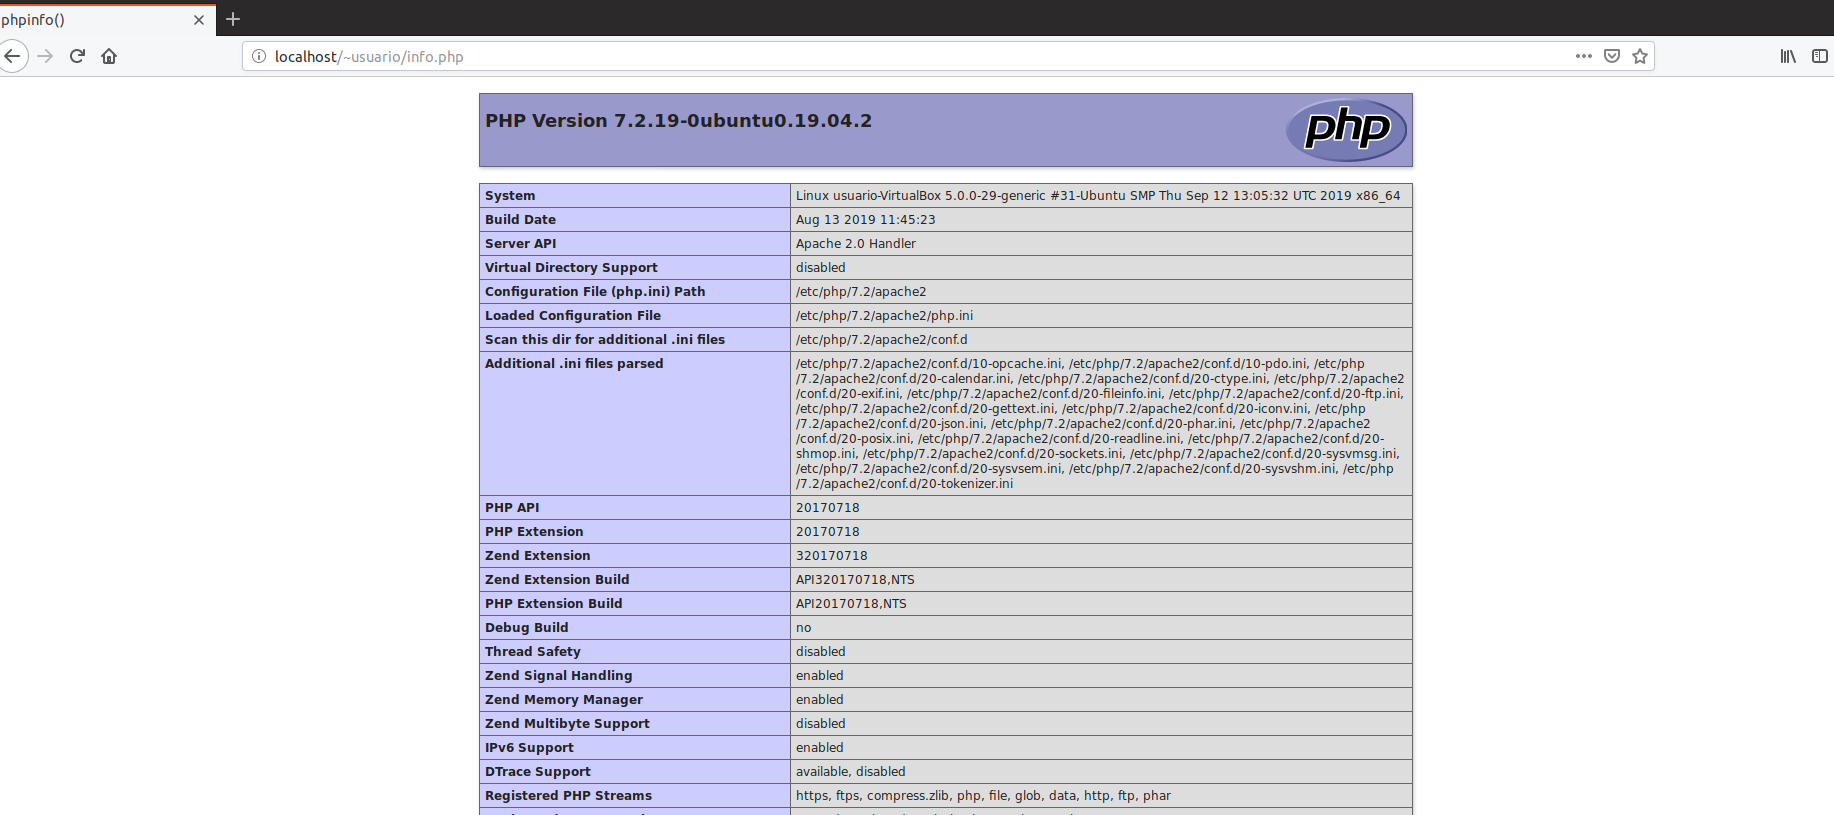 phpinfo()
localhost/~usuario/info.php
PHP Version 7.2.19-0ubuntu0.19.04.2
php
System Linux usuario-VirtualBox 5.0.0-29-generic #31-Ubuntu SMP Thu Sep 12 13:05:32 UTC 2019 x86_64
Build Date Aug 13 2019 11:45:23
Server API Apache 2.0 Handler
Virtual Directory Support disabled
Configuration File (php.ini) Path /etc/php/7.2/apache2
Loaded Configuration File /etc/php/7.2/apache2/php.ini
Scan this dir for additional .ini files /etc/php/7.2/apache2/conf.d
Additional .ini files parsed /etc/php/7.2/apache2/conf.d/10-opcache.ini, /etc/php/7.2/apache2/conf.d/10-pdo.ini, /etc/php
/7.2/apache2/conf.d/20-calendar.ini, /etc/php/7.2/apache2/conf.d/20-ctype.ini, /etc/php/7.2/apache2
/conf.d/20-exif.ini, /etc/php/7.2/apache2/conf.d/20-fileinfo.ini, /etc/php/7.2/apache2/conf.d/20-ftp.ini,
/etc/php/7.2/apache2/conf.d/20-gettext.ini, /etc/php/7.2/apache2/conf.d/20-iconv.ini, /etc/php
/7.2/apache2/conf.d/20-json.ini, /etc/php/7.2/apache2/conf.d/20-phar.ini, /etc/php/7.2/apache2
/conf.d/20-posix.ini, /etc/php/7.2/apache2/conf.d/20-readline.ini, /etc/php/7.2/apache2/conf.d/20-
shmop.ini, /etc/php/7.2/apache2/conf.d/20-sockets.ini, /etc/php/7.2/apache2/conf.d/20-sysvmsg.ini,
/etc/php/7.2/apache2/conf.d/20-sysvsem.ini, /etc/php/7.2/apache2/conf.d/20-sysvshm.ini, /etc/php
/7.2/apache2/conf.d/20-tokenizer.ini
PHP API 20170718
PHP Extension 20170718
Zend Extension 320170718
Zend Extension Build API320170718,NTS
PHP Extension Build API20170718,NTS
Debug Build no
Thread Safety disabled
Zend Signal Handling enabled
Zend Memory Manager enabled
Zend Multibyte Support disabled
IPv6 Support enabled
DTrace Support available, disabled
Registered PHP Streams https, ftps, compress.zlib, php, file, glob, data, http, ftp, phar